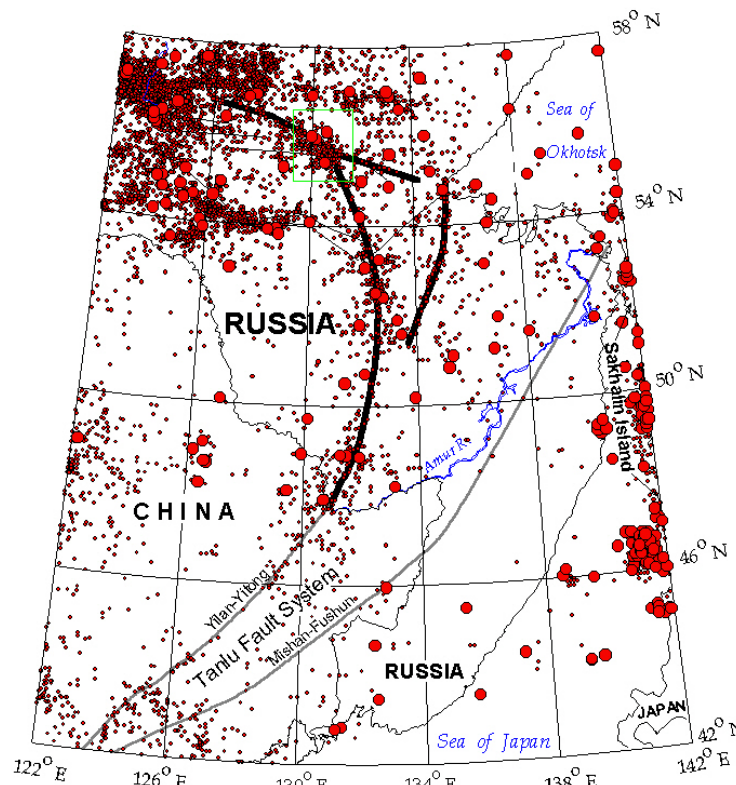 58° N
Sea of
Okhotsk
54° N
RUSSIA
50° N
Sakhalin Island
Amur R.
CHINA
46° N
Yilan-Yitong
Tanlu Fault System
Mishan-Fushun
RUSSIA
JAPAN
Sea of Japan
42° N
122° E
126° E
130° E
134° E
138° E
142° E